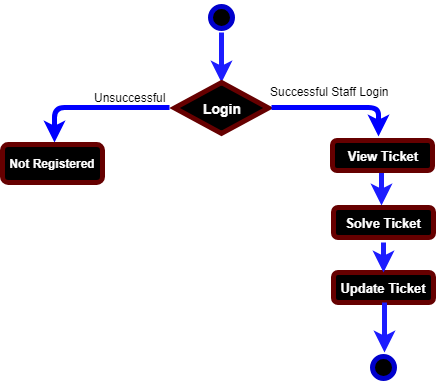 Unsuccessful
Successful Staff Login
Login
Not Registered
View Ticket
Solve Ticket
Update Ticket